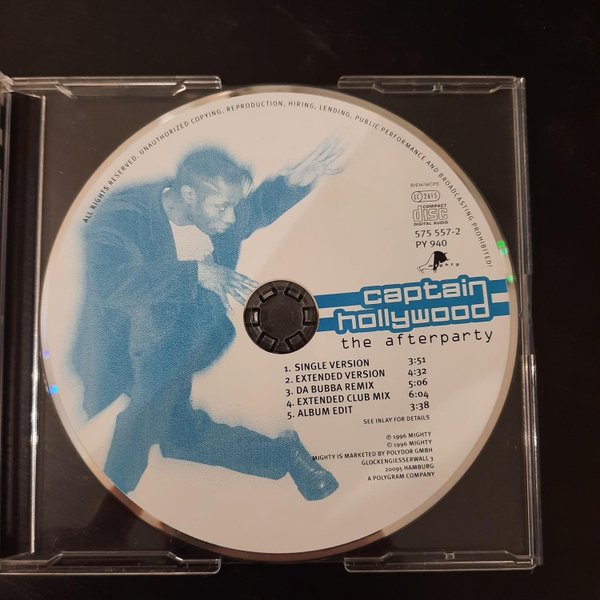 ALL RIGHTS RESERVED. UNAUTHORIZED COPYING, REPRODUCTION, HIRING, LENDING, PUBLIC PERFORMANCE AND BROADCASTING PROHIBITED!
BIEM/MCPS
LC 2615
COMPACT
disc
DIGITAL AUDIO
575 557-2
PY 940
mighty
captain
hollywood
the afterparty
1. SINGLE VERSION 3:51
2. EXTENDED VERSION 4:32
3. DA BUBBA REMIX 5:06
4. EXTENDED CLUB MIX 6:04
5. ALBUM EDIT 3:38
SEE INLAY FOR DETAILS
℗ 1996 MIGHTY
© 1996 MIGHTY
MIGHTY IS MARKETED BY POLYDOR GMBH
GLOCKENGIESSERWALL 3
20095 HAMBURG
A POLYGRAM COMPANY